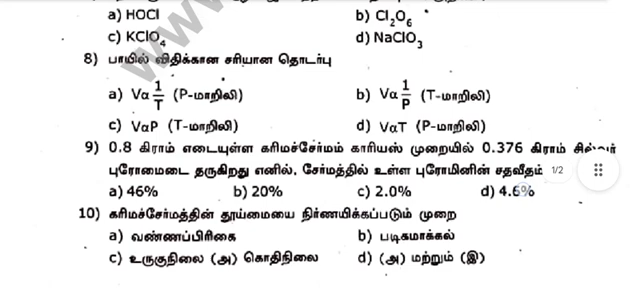 a) HOCl b) Cl₂O₆
c) KClO₄ d) NaClO₃
8) பாயில் விதிக்கான சரியான தொடர்பு
a) Vα 1/T (P-மாறிலி) b) Vα 1/P (T-மாறிலி)
c) VαP (T-மாறிலி) d) VαT (P-மாறிலி)
9) 0.8 கிராம் எடையுள்ள கரிமச்சேர்மம் காரியஸ் முறையில் 0.376 கிராம் சில்வர்
புரோமைடை தருகிறது எனில், சேர்மத்தில் உள்ள புரோமினின் சதவீதம் 1/2
a) 46% b) 20% c) 2.0% d) 4.6%
10) கரிமச்சேர்மத்தின் தூய்மையை நிர்ணயிக்கப்படும் முறை
a) வண்ணப்பிரிகை b) படிகமாக்கல்
c) உருகுநிலை (அ) கொதிநிலை d) (அ) மற்றும் (இ)